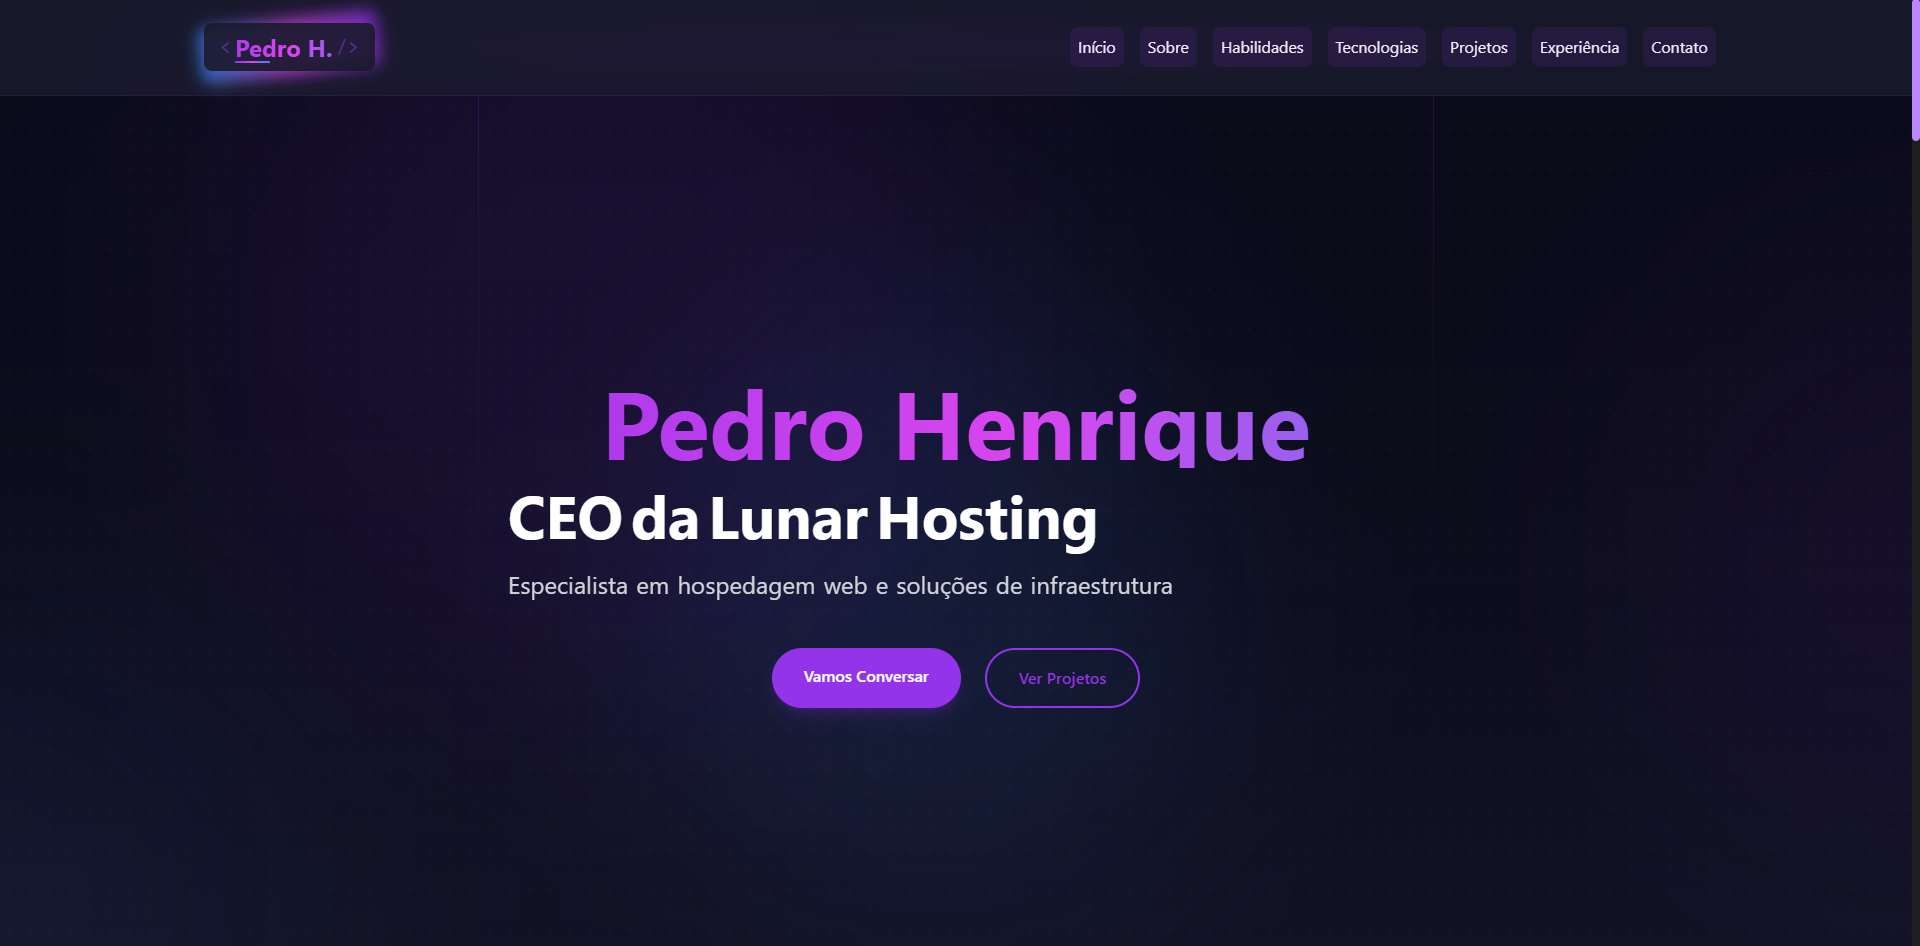 < Pedro H. />
Início Sobre Habilidades Tecnologias Projetos Experiência Contato
Pedro Henrique
CEO da Lunar Hosting
Especialista em hospedagem web e soluções de infraestrutura
Vamos Conversar Ver Projetos